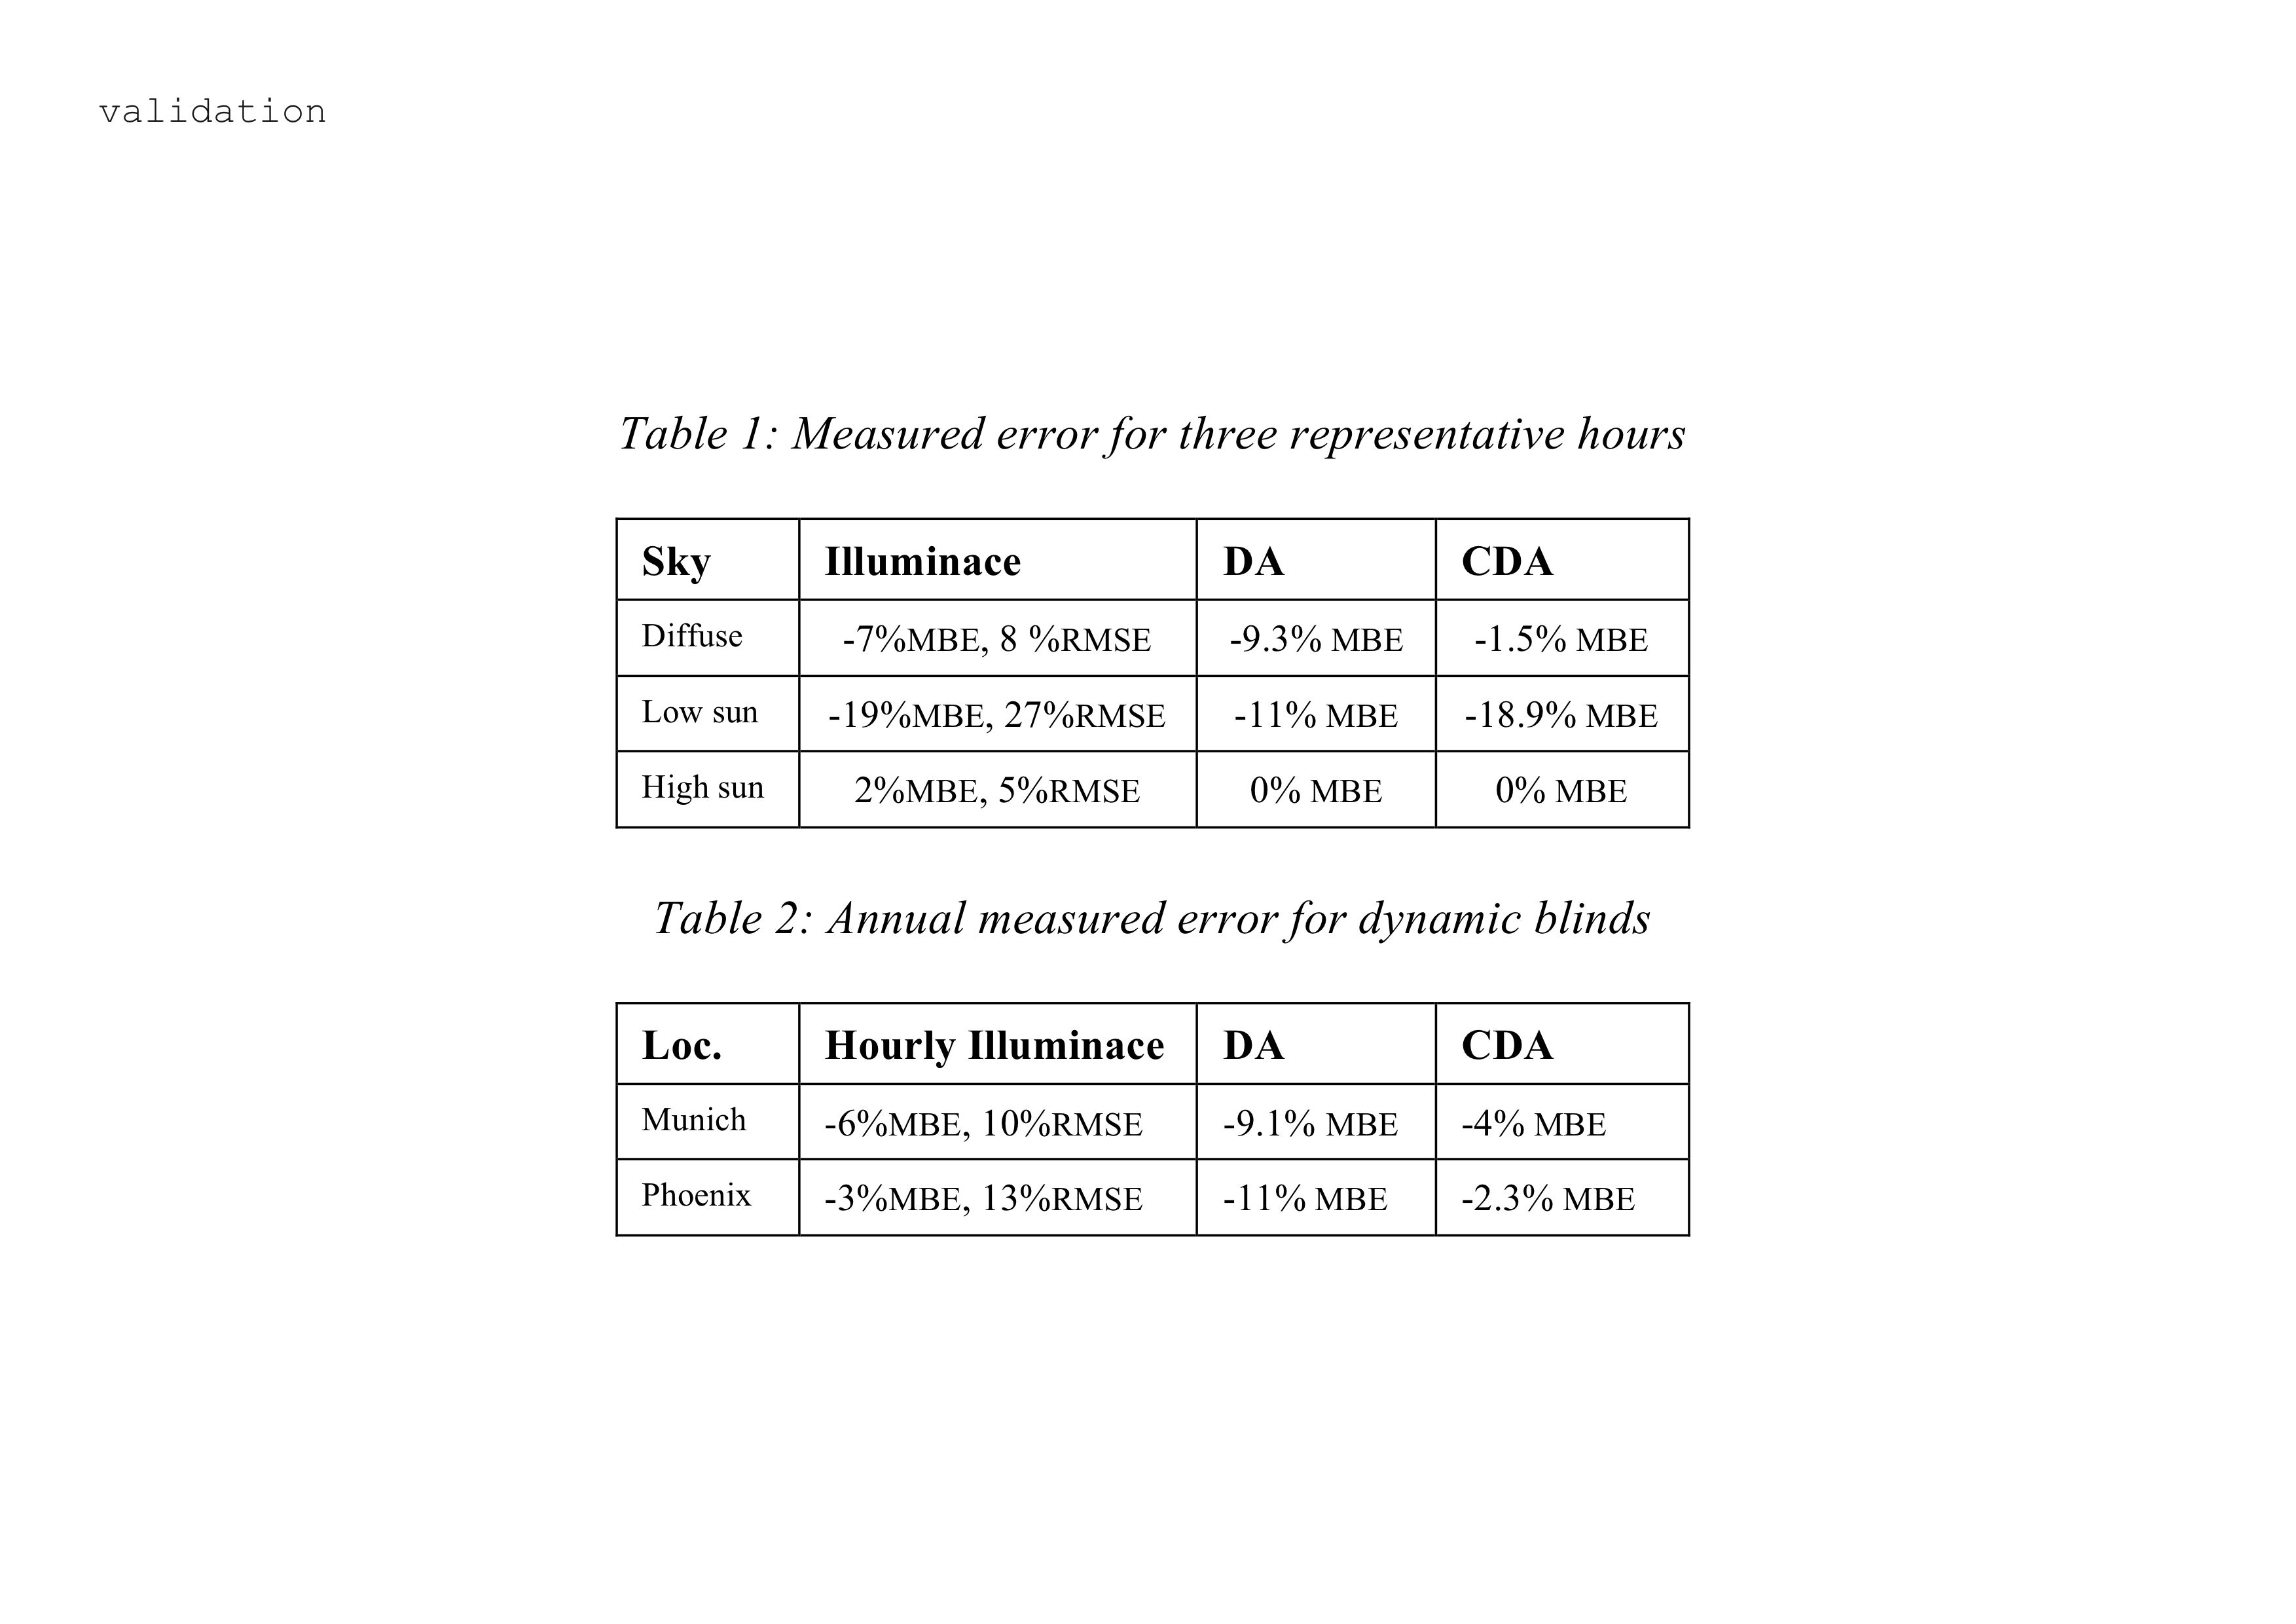 validation
Table 1: Measured error for three representative hours
Sky Illuminace DA CDA
Diffuse -7%MBE, 8 %RMSE -9.3% MBE -1.5% MBE
Low sun -19%MBE, 27%RMSE -11% MBE -18.9% MBE
High sun 2%MBE, 5%RMSE 0% MBE 0% MBE
Table 2: Annual measured error for dynamic blinds
Loc. Hourly Illuminace DA CDA
Munich -6%MBE, 10%RMSE -9.1% MBE -4% MBE
Phoenix -3%MBE, 13%RMSE -11% MBE -2.3% MBE